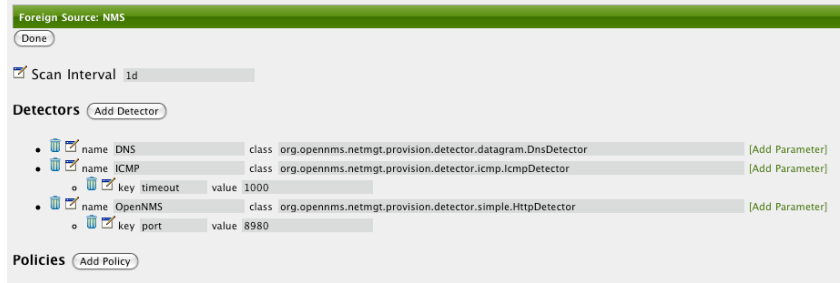 Foreign Source: NMS
Done
Scan Interval 1d
Detectors Add Detector
name DNS class org.opennms.netmgt.provision.detector.datagram.DnsDetector [Add Parameter]
name ICMP class org.opennms.netmgt.provision.detector.icmp.IcmpDetector [Add Parameter]
key timeout value 1000
name OpenNMS class org.opennms.netmgt.provision.detector.simple.HttpDetector [Add Parameter]
key port value 8980
Policies Add Policy